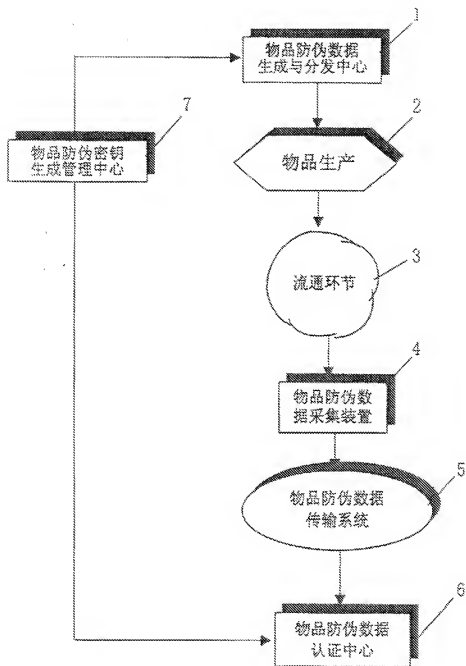 1
物品防伪数据
生成与分发中心
7
2
物品防伪密钥
生成管理中心
物品生产
3
流通环节
4
物品防伪数
据采集装置
5
物品防伪数据
传输系统
6
物品防伪数据
认证中心